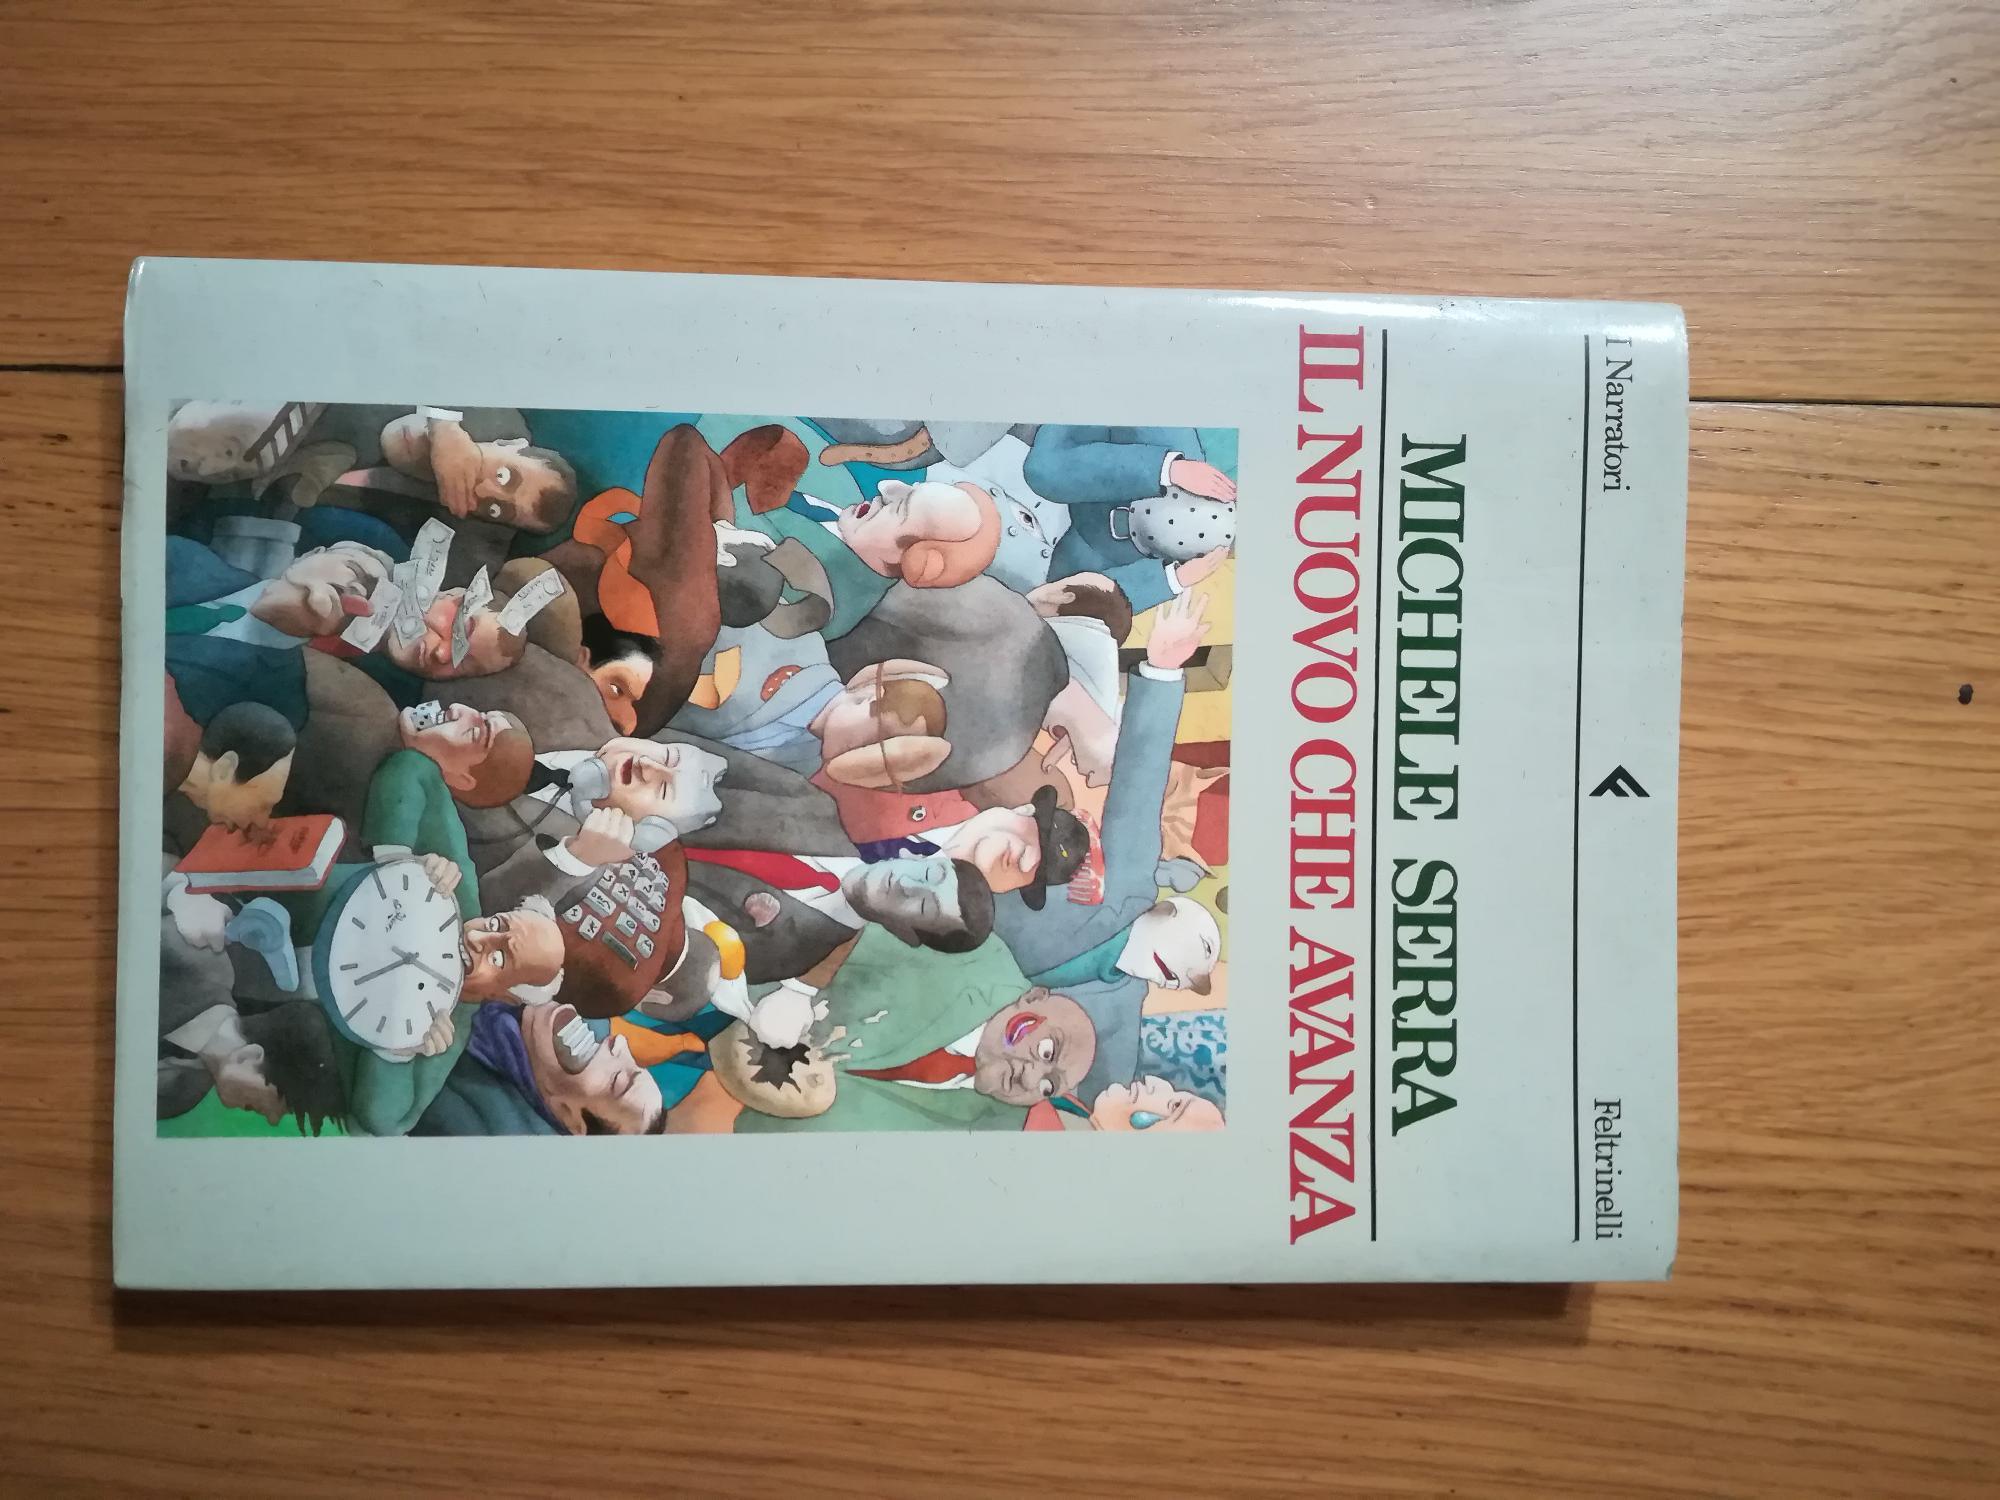 I Narratori
Feltrinelli
MICHELE SERRA
IL NUOVO CHE AVANZA